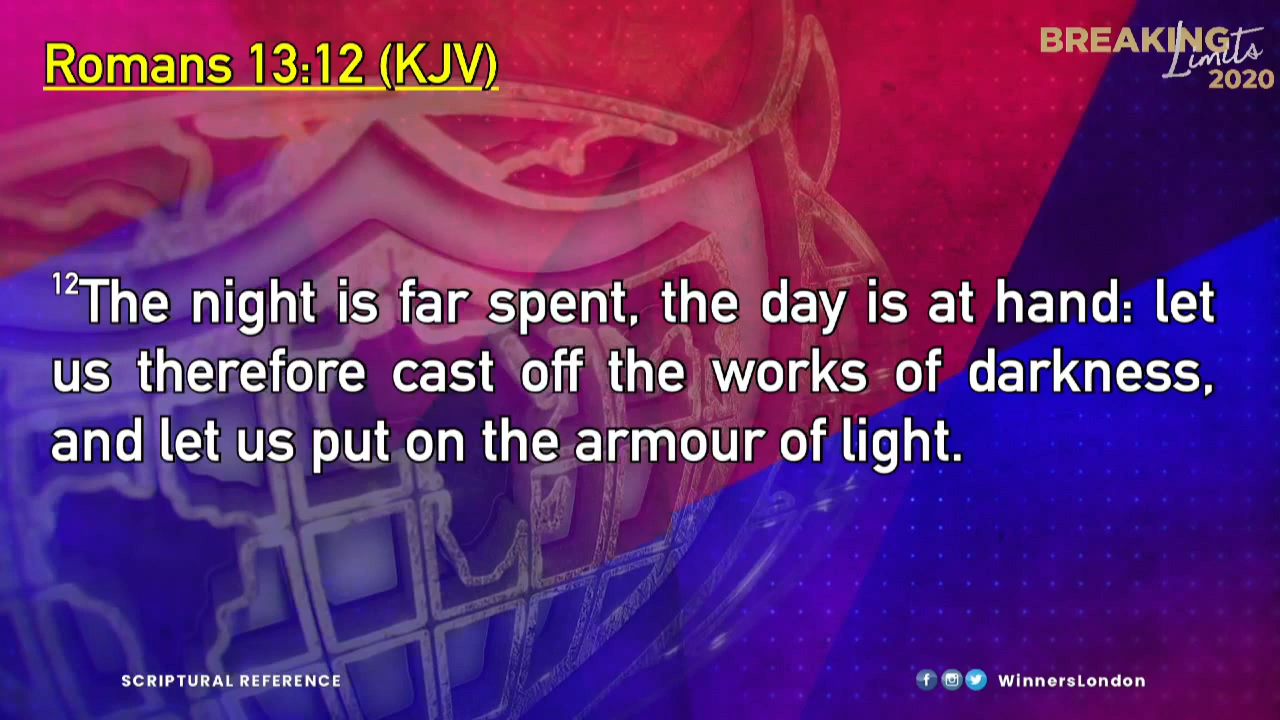 Romans 13:12 (KJV)
BREAKING
Limits
2020
12The night is far spent, the day is at hand: let
us therefore cast off the works of darkness,
and let us put on the armour of light.
SCRIPTURAL REFERENCE
WinnersLondon